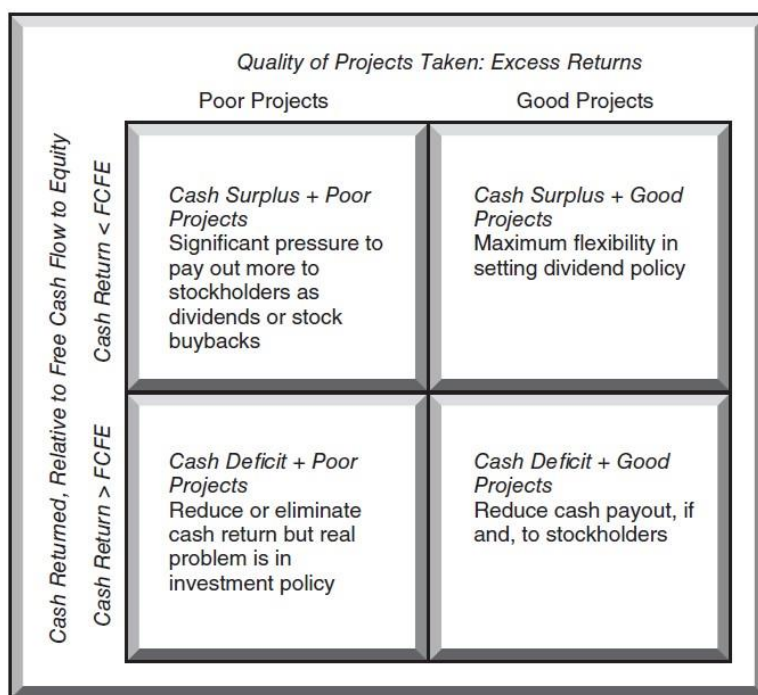 Quality of Projects Taken: Excess Returns
Poor Projects
Good Projects
Cash Returned, Relative to Free Cash Flow to Equity
Cash Return < FCFE
Cash Surplus + Poor
Projects
Significant pressure to
pay out more to
stockholders as
dividends or stock
buybacks
Cash Surplus + Good
Projects
Maximum flexibility in
setting dividend policy
Cash Return > FCFE
Cash Deficit + Poor
Projects
Reduce or eliminate
cash return but real
problem is in
investment policy
Cash Deficit + Good
Projects
Reduce cash payout, if
and, to stockholders